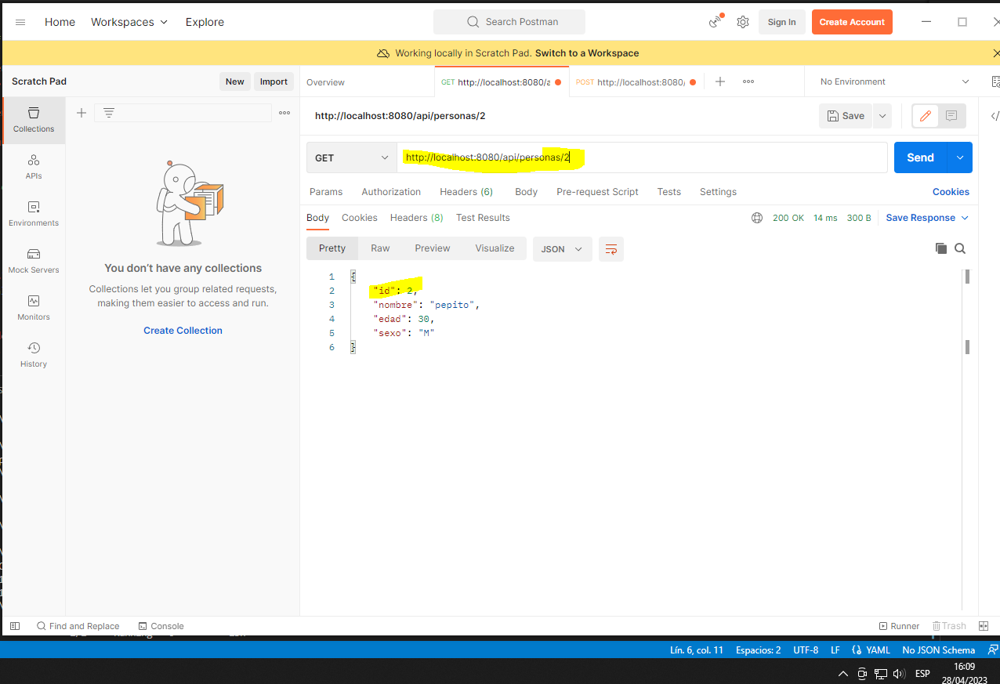 Home Workspaces Explore Search Postman Sign In Create Account
Working locally in Scratch Pad. Switch to a Workspace
Scratch Pad New Import Overview GET http://localhost:8080/a POST http://localhost:8080/ No Environment
Collections
APIs
Environments
Mock Servers
Monitors
History
You don't have any collections
Collections let you group related requests,
making them easier to access and run.
Create Collection
http://localhost:8080/api/personas/2 Save
GET http://localhost:8080/api/personas/2 Send
Params Authorization Headers (6) Body Pre-request Script Tests Settings Cookies
Body Cookies Headers (8) Test Results 200 OK 14 ms 300 B Save Response
Pretty Raw Preview Visualize JSON
1 {
2 "id": 2,
3 "nombre": "pepito",
4 "edad": 30,
5 "sexo": "M"
6 }
Find and Replace Console Runner Trash
Lín. 6, col. 11 Espacios: 2 UTF-8 LF YAML No JSON Schema
ESP 16:09
28/04/2023